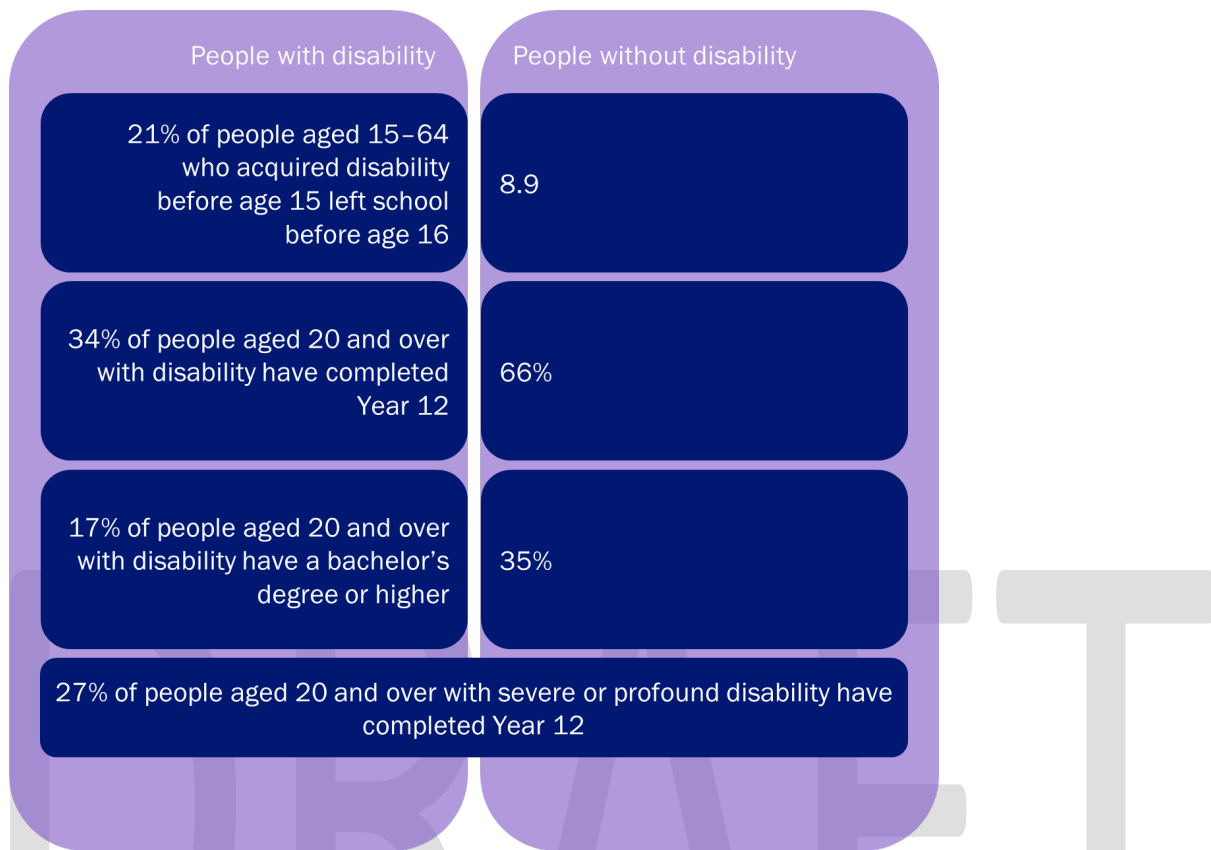 People with disability
People without disability
21% of people aged 15–64
who acquired disability
before age 15 left school
before age 16
8.9
34% of people aged 20 and over
with disability have completed
Year 12
66%
17% of people aged 20 and over
with disability have a bachelor’s
degree or higher
35%
27% of people aged 20 and over with severe or profound disability have
completed Year 12
DRAFT